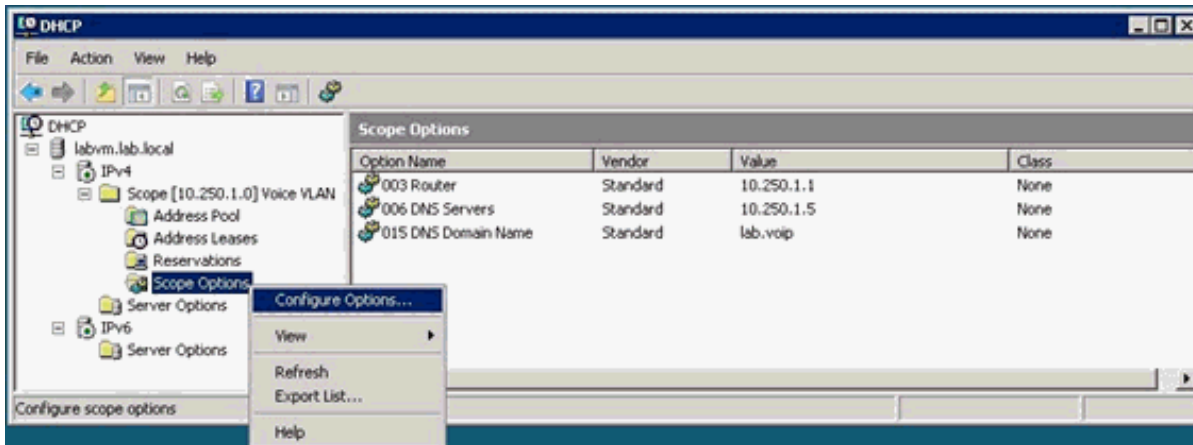 DHCP
File Action View Help
DHCP
labvm.lab.local
IPv4
Scope [10.250.1.0] Voice VLAN
Address Pool
Address Leases
Reservations
Scope Options
Server Options
IPv6
Server Options
Scope Options
Option Name Vendor Value Class
003 Router Standard 10.250.1.1 None
006 DNS Servers Standard 10.250.1.5 None
015 DNS Domain Name Standard lab.voip None
Configure Options...
View
Refresh
Export List...
Help
Configure scope options